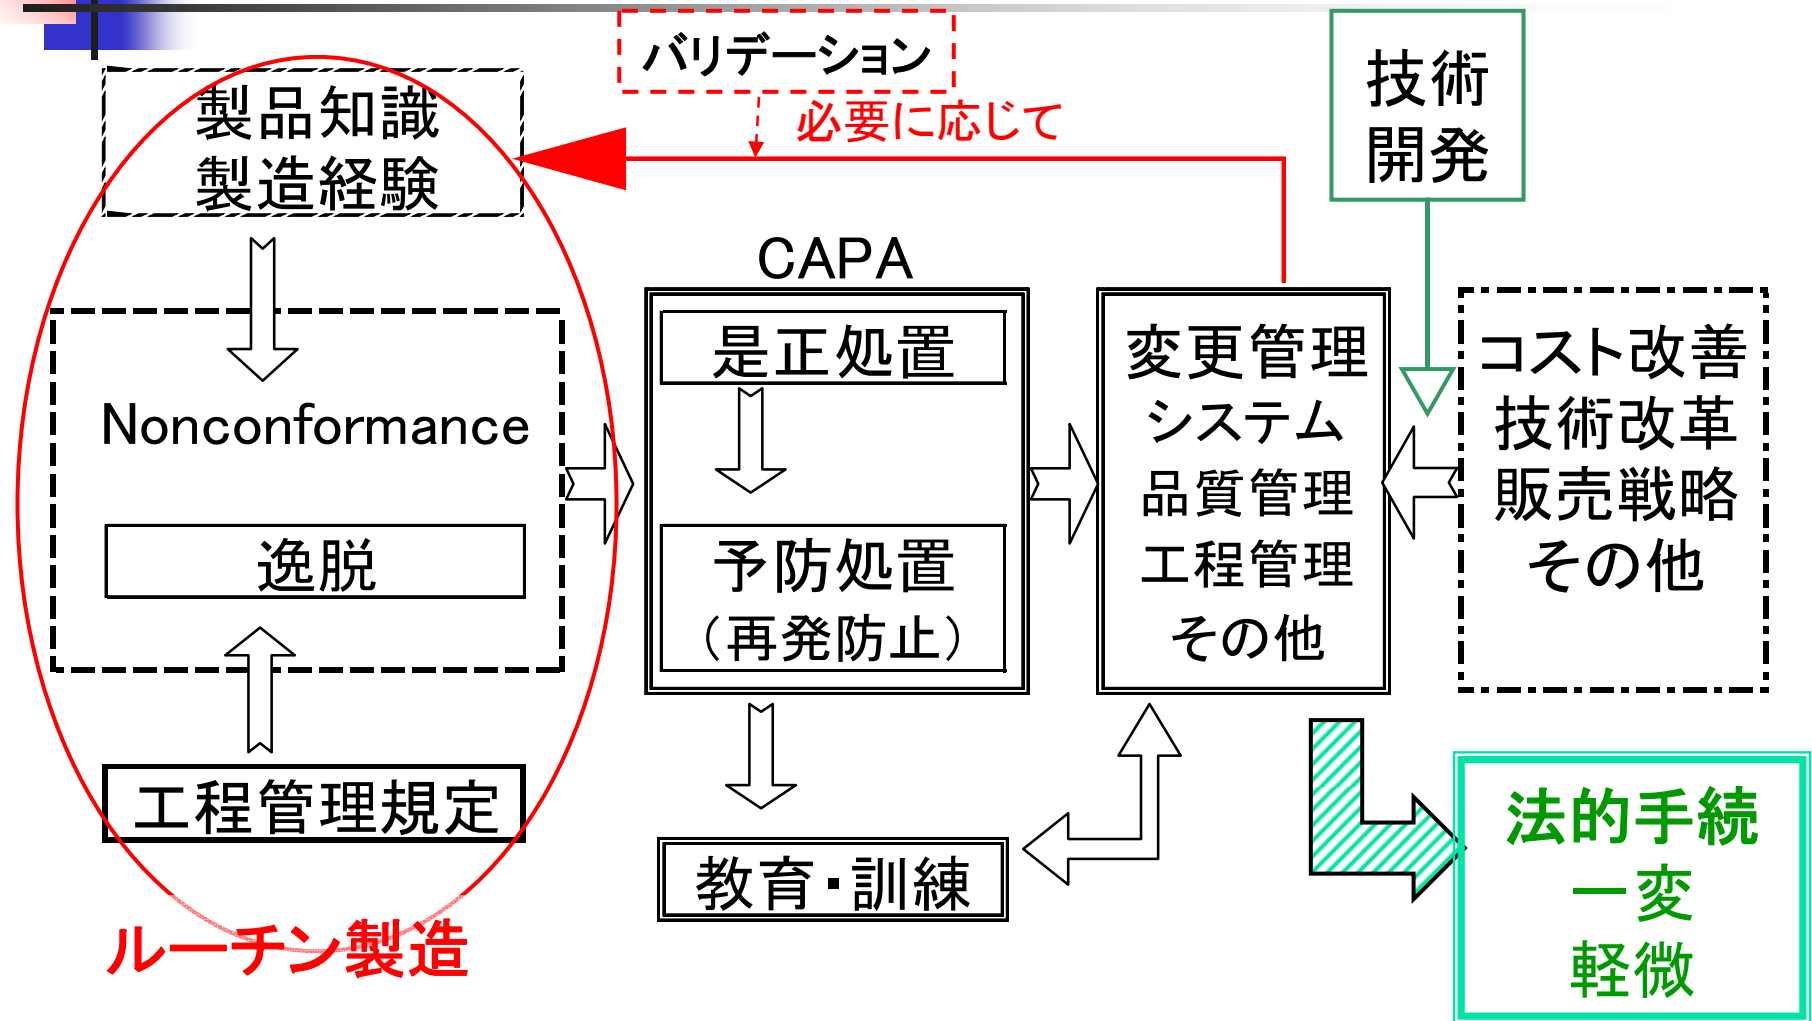 バリデーション
必要に応じて
技術
開発
製品知識
製造経験
Nonconformance
逸脱
工程管理規定
ルーチン製造
CAPA
是正処置
予防処置
（再発防止）
教育・訓練
変更管理
システム
品質管理
工程管理
その他
コスト改善
技術改革
販売戦略
その他
法的手続
一変
軽微